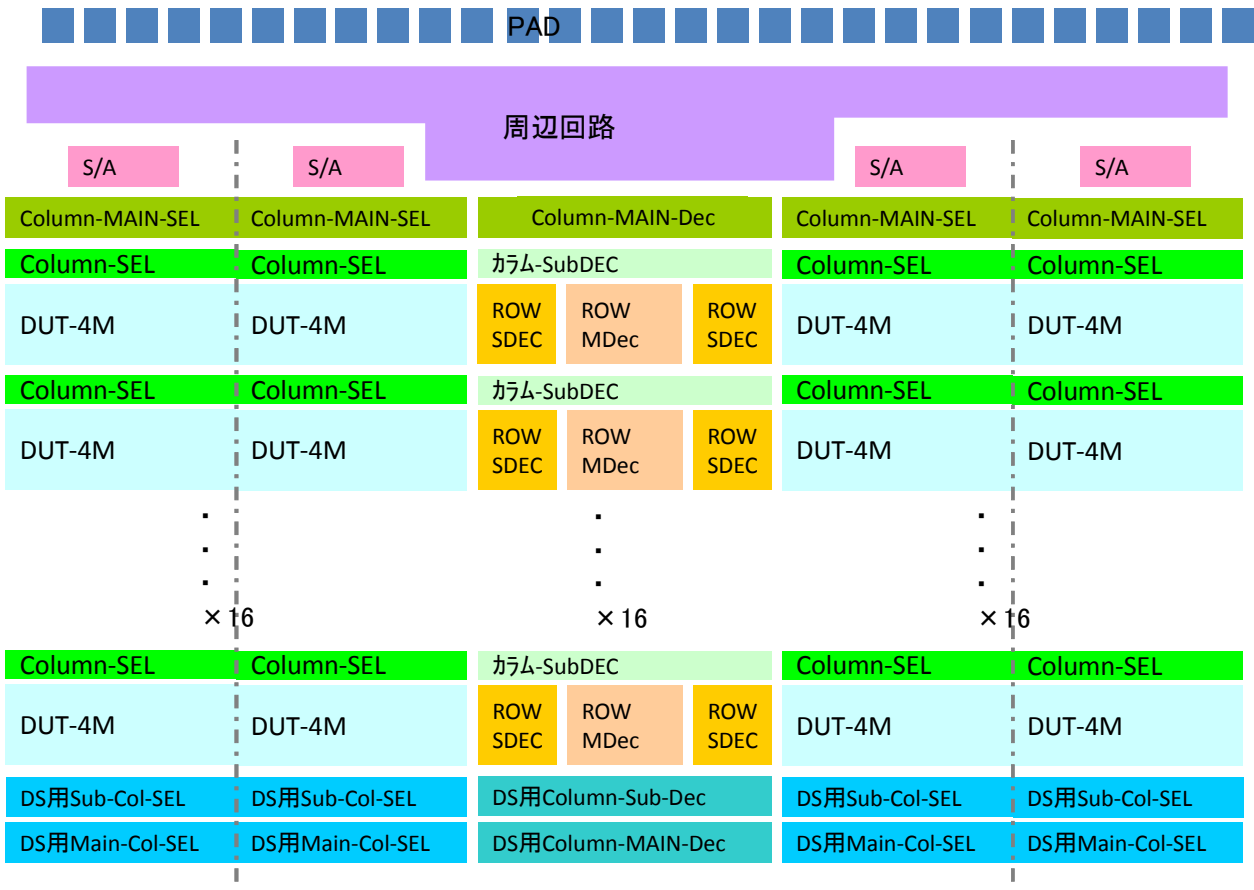 PAD
周辺回路
S/A S/A S/A S/A
Column-MAIN-SEL Column-MAIN-SEL Column-MAIN-Dec Column-MAIN-SEL Column-MAIN-SEL
Column-SEL Column-SEL ｶﾗﾑ-SubDEC Column-SEL Column-SEL
DUT-4M DUT-4M ROW SDEC ROW MDec ROW SDEC DUT-4M DUT-4M
Column-SEL Column-SEL ｶﾗﾑ-SubDEC Column-SEL Column-SEL
DUT-4M DUT-4M ROW SDEC ROW MDec ROW SDEC DUT-4M DUT-4M
・ ・ ・
・ ・ ・
・ ・ ・
×16 ×16 ×16
Column-SEL Column-SEL ｶﾗﾑ-SubDEC Column-SEL Column-SEL
DUT-4M DUT-4M ROW SDEC ROW MDec ROW SDEC DUT-4M DUT-4M
DS用Sub-Col-SEL DS用Sub-Col-SEL DS用Column-Sub-Dec DS用Sub-Col-SEL DS用Sub-Col-SEL
DS用Main-Col-SEL DS用Main-Col-SEL DS用Column-MAIN-Dec DS用Main-Col-SEL DS用Main-Col-SEL